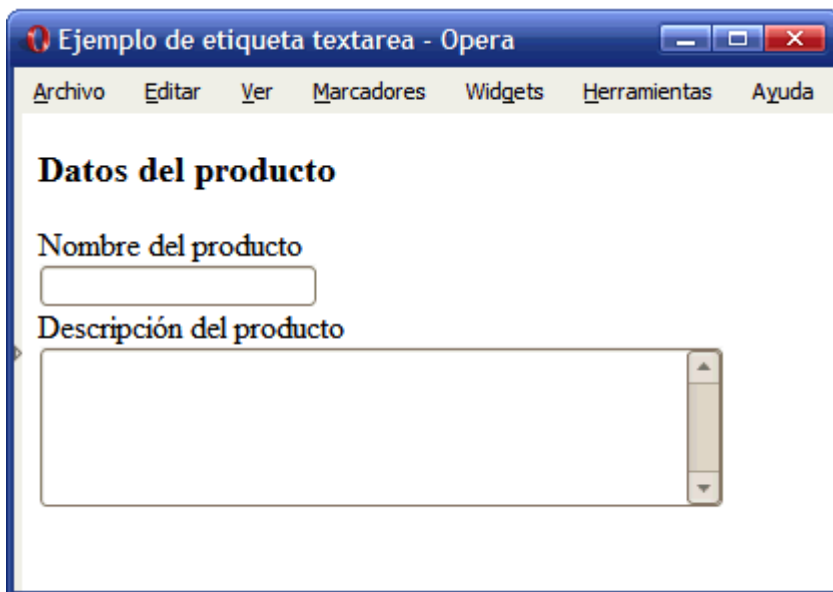 Ejemplo de etiqueta textarea - Opera
Archivo Editar Ver Marcadores Widgets Herramientas Ayuda
Datos del producto
Nombre del producto
Descripción del producto